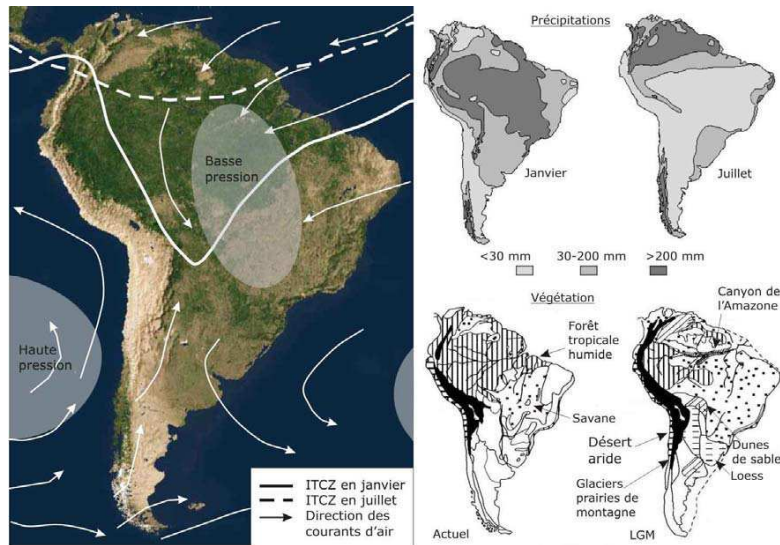 Basse
pression
Haute
pression
ITCZ en janvier
ITCZ en juillet
Direction des
courants d'air
Précipitations
Janvier
Juillet
<30 mm
30-200 mm
>200 mm
Végétation
Canyon de
l'Amazone
Forêt
tropicale
humide
Savane
Désert
aride
Dunes
de sable
Loess
Glaciers
prairies de
montagne
Actuel
LGM